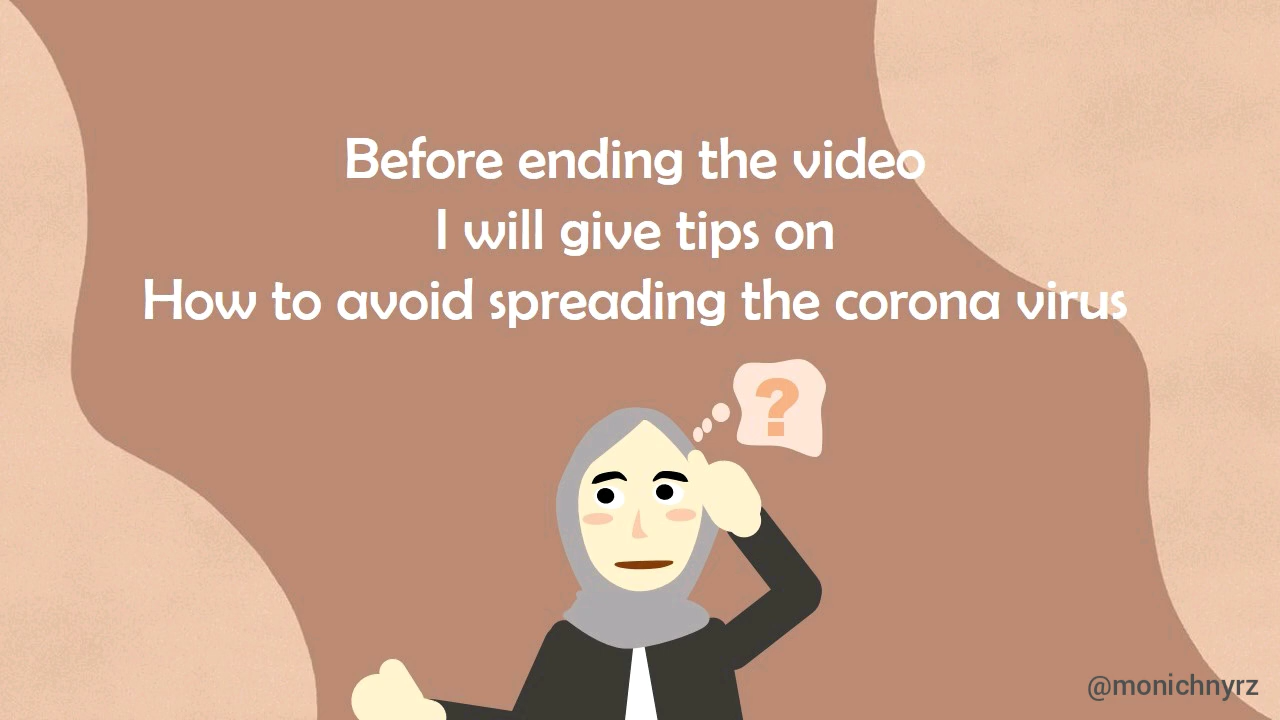 Before ending the video
I will give tips on
How to avoid spreading the corona virus
?
@monichnyrz